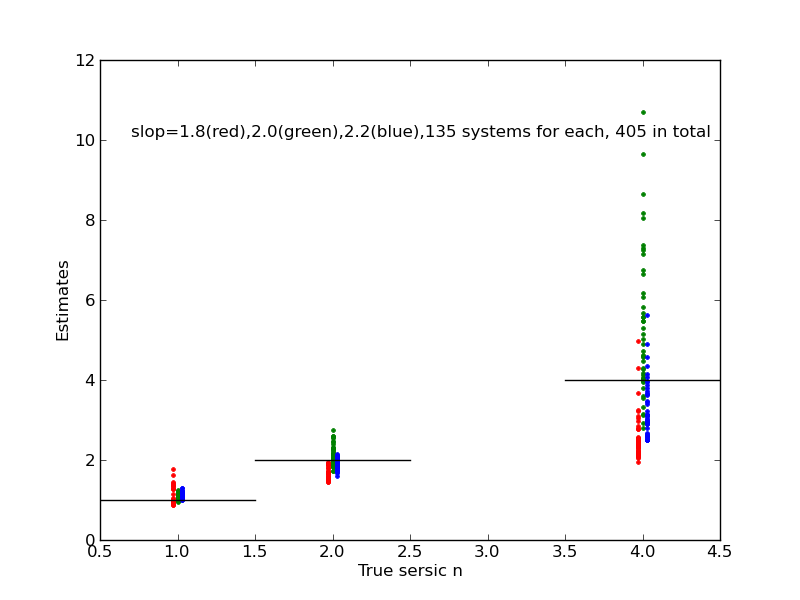 12
10
8
6
4
2
0
slop=1.8(red),2.0(green),2.2(blue),135 systems for each, 405 in total
Estimates
0.5 1.0 1.5 2.0 2.5 3.0 3.5 4.0 4.5
True sersic n